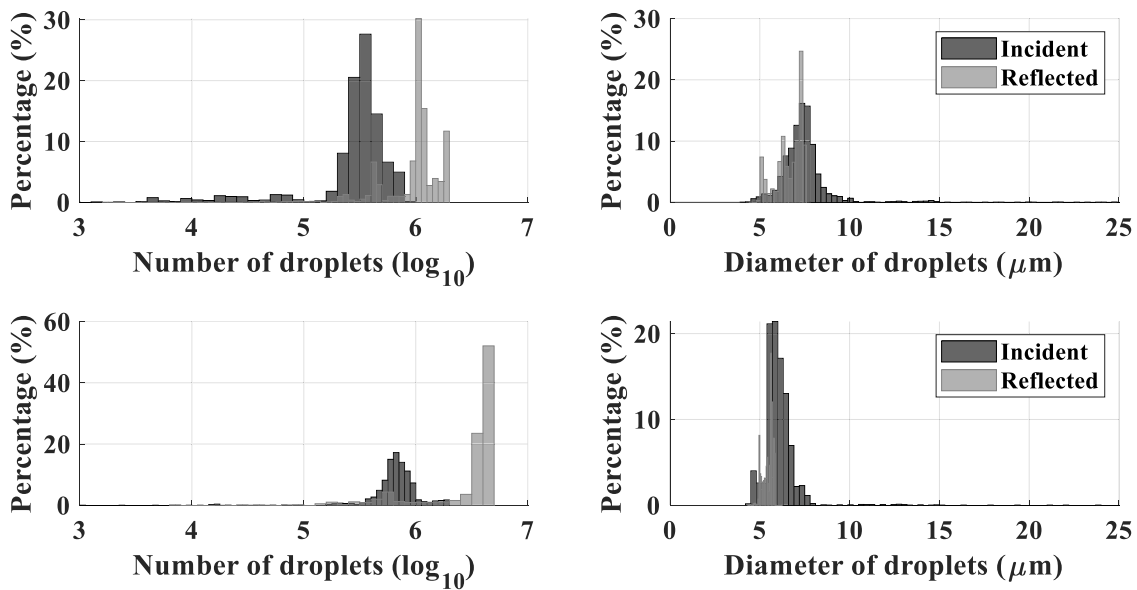 Percentage (%)
30
20
10
0
3 4 5 6 7
Number of droplets (log10)
Percentage (%)
30
20
10
0
0 5 10 15 20 25
Diameter of droplets (μm)
Incident
Reflected
Percentage (%)
60
40
20
0
3 4 5 6 7
Number of droplets (log10)
Percentage (%)
20
10
0
0 5 10 15 20 25
Diameter of droplets (μm)
Incident
Reflected